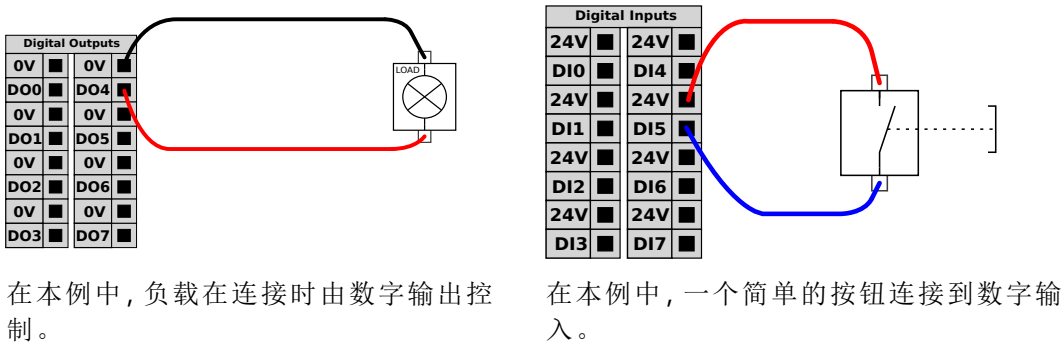 Digital Outputs
0V 0V
DO0 DO4
0V 0V
DO1 DO5
0V 0V
DO2 DO6
0V 0V
DO3 DO7
LOAD
在本例中, 负载在连接时由数字输出控
制。
Digital Inputs
24V 24V
DI0 DI4
24V 24V
DI1 DI5
24V 24V
DI2 DI6
24V 24V
DI3 DI7
在本例中, 一个简单的按钮连接到数字输
入。